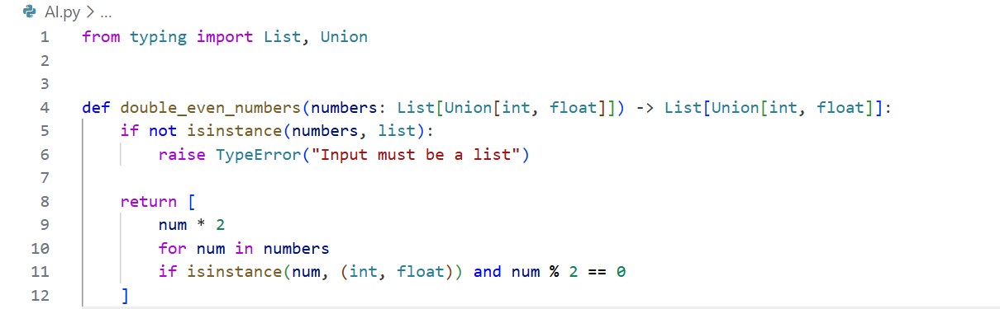 AI.py > ...
1 from typing import List, Union
2
3
4 def double_even_numbers(numbers: List[Union[int, float]]) -> List[Union[int, float]]:
5     if not isinstance(numbers, list):
6         raise TypeError("Input must be a list")
7
8     return [
9         num * 2
10         for num in numbers
11         if isinstance(num, (int, float)) and num % 2 == 0
12     ]